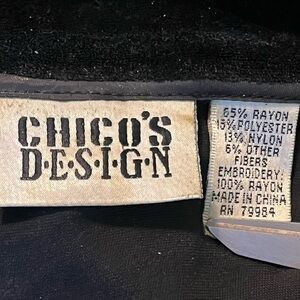 CHICO'S
D·E·S·I·G·N
65% RAYON
15% POLYESTER
13% NYLON
6% OTHER
FIBERS
EMBROIDERY:
100% RAYON
MADE IN CHINA
RN 79984